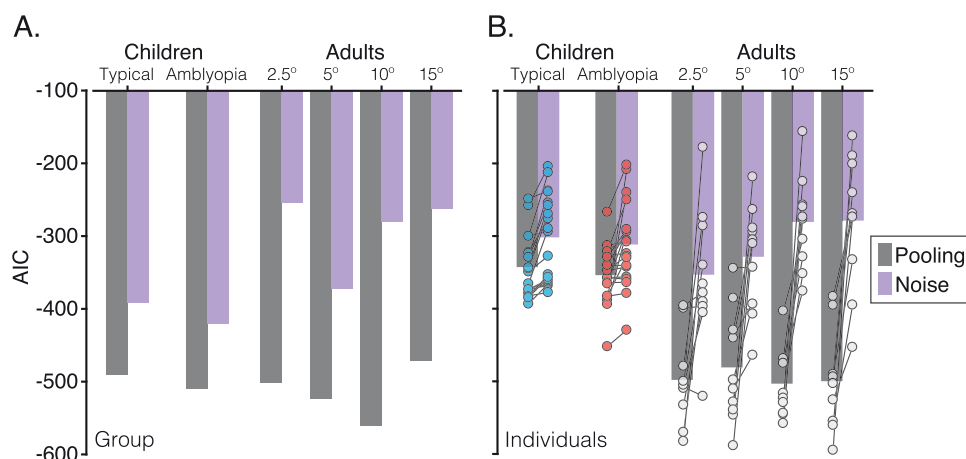 A.
Children Adults
Typical Amblyopia 2.5° 5° 10° 15°
-100
-200
-300
-400
-500
-600
AIC
Group
B.
Children Adults
Typical Amblyopia 2.5° 5° 10° 15°
Pooling
Noise
Individuals